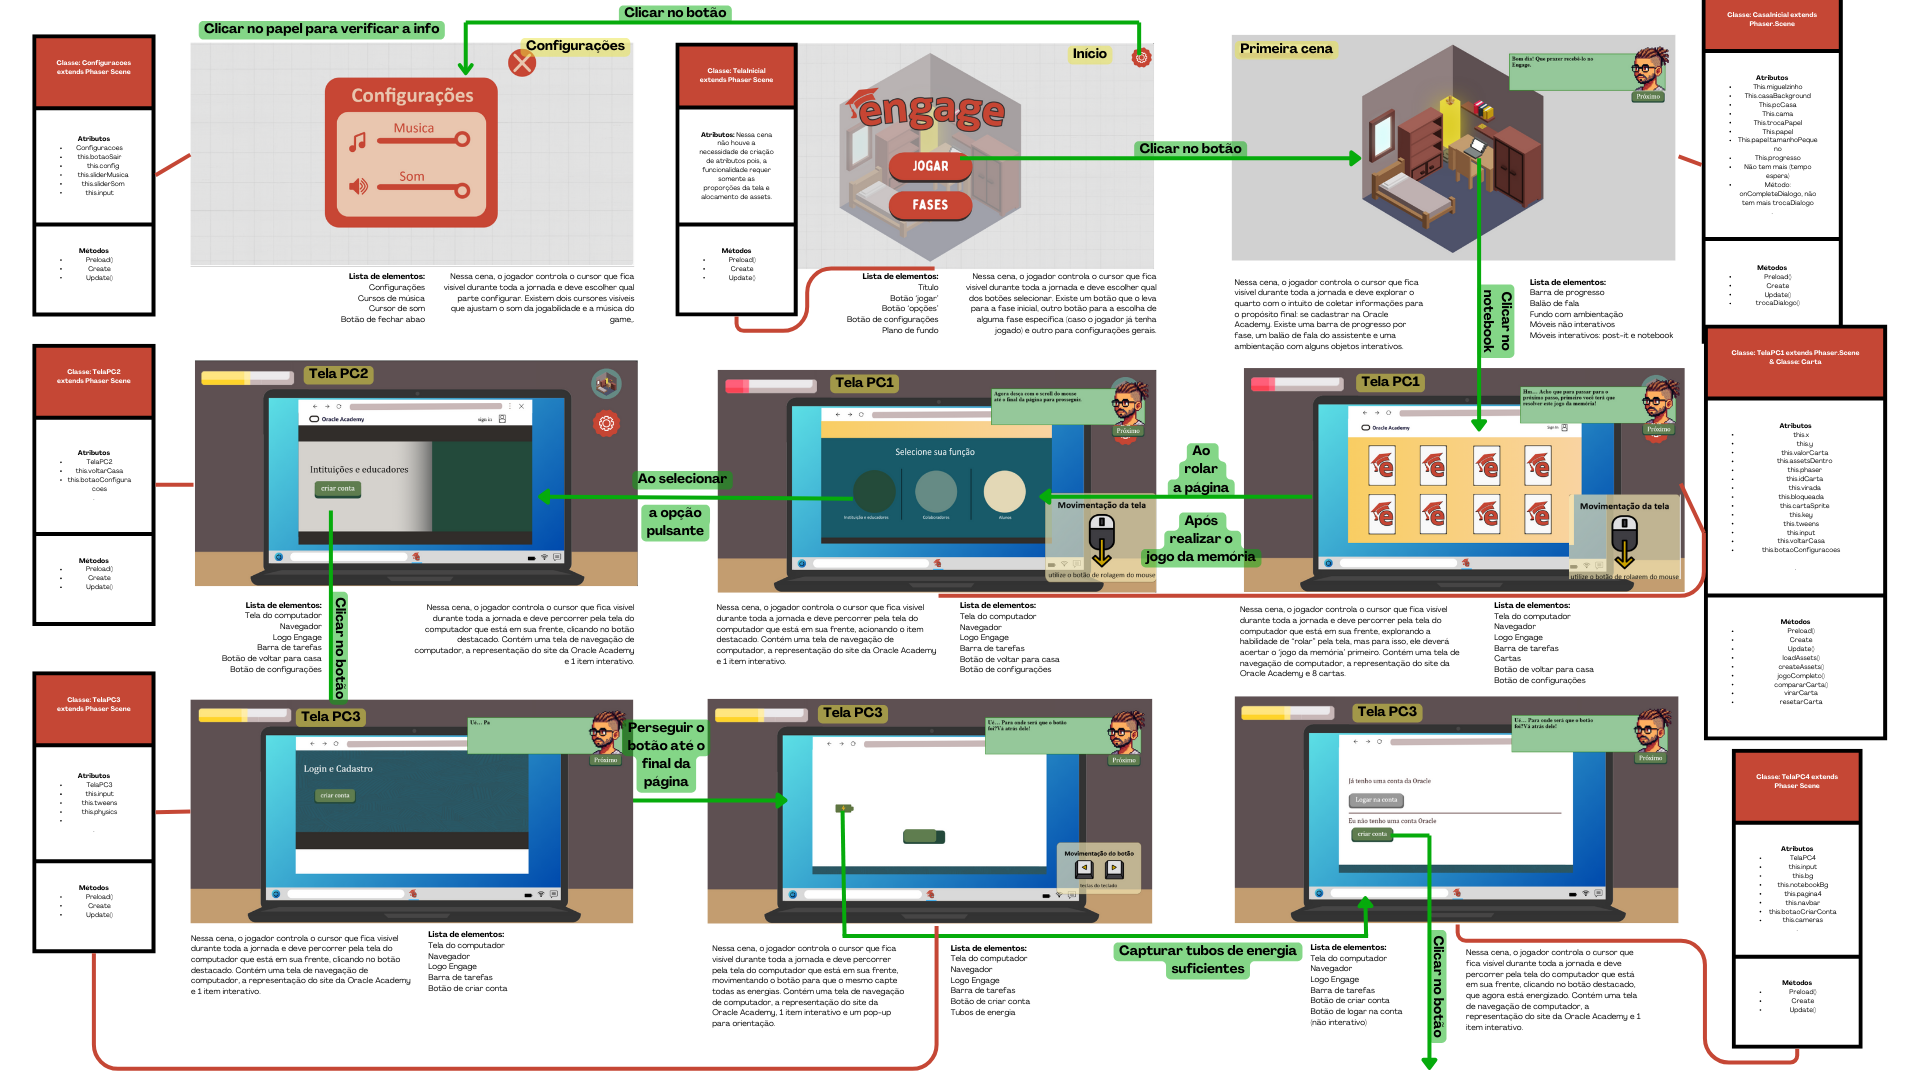 Clicar no papel para verificar a info
Clicar no botão
Classe: Configuracoes
extends Phaser Scene
Atributos
Configuracoes
this.botaoSair
this.config
this.sliderMusica
this.sliderSom
this.input
Métodos
Preload()
Create
Update()
Configurações
Configurações
Musica
Som
Lista de elementos:
Configurações
Cursos de música
Cursor de som
Botão de fechar abao
Nessa cena, o jogador controla o cursor que fica
visível durante toda a jornada e deve escolher qual
parte configurar. Existem dois cursores visíveis
que ajustam o som da jogabilidade e a música do
game,.
Classe: TelaInicial
extends Phaser Scene
Atributos: Nessa cena
não houve a
necessidade de criação
de atributos pois, a
funcionalidade requer
somente as
proporções da tela e
alocamento de assets.
Métodos
Preload()
Create
Update()
Início
engage
JOGAR
FASES
Lista de elementos:
Título
Botão 'jogar'
Botão 'opções'
Botão de configurações
Plano de fundo
Nessa cena, o jogador controla o cursor que fica
visível durante toda a jornada e deve escolher qual
dos botões selecionar. Existe um botão que o leva
para a fase inicial, outro botão para a escolha de
alguma fase específica (caso o jogador já tenha
jogado) e outro para configurações gerais.
Clicar no botão
Primeira cena
Bom dia! Que prazer recebê-lo no
Engage.
Próximo
Nessa cena, o jogador controla o cursor que fica
visível durante toda a jornada e deve explorar o
quarto com o intuito de coletar informações para
o propósito final: se cadastrar na Oracle
Academy. Existe uma barra de progresso por
fase, um balão de fala do assistente e uma
ambientação com alguns objetos interativos.
Clicar no
notebook
Lista de elementos:
Barra de progresso
Balão de fala
Fundo com ambientação
Móveis não interativos
Móveis interativos: post-it e notebook
Classe: CasaInicial extends
Phaser.Scene
Atributos
This.miguelzinho
This.casaBackground
This.pcCasa
This.cama
This.trocaPapel
This.papel
This.papeltamanhoPeque
no
This.progresso
Não tem mais (tempo
espera)
Método:
onCompleteDialogo, não
tem mais trocaDialogo
Métodos
Preload()
Create
Update()
trocaDialogo()
Classe: TelaPC2
extends Phaser Scene
Atributos
TelaPC2
this.voltarCasa
this.botaoConfigura
coes
Métodos
Preload()
Create
Update()
Tela PC2
Oracle Academy
sign in
Intituições e educadores
criar conta
Lista de elementos:
Tela do computador
Navegador
Logo Engage
Barra de tarefas
Botão de voltar para casa
Botão de configurações
Clicar no botão
Nessa cena, o jogador controla o cursor que fica visível
durante toda a jornada e deve percorrer pela tela do
computador que está em sua frente, clicando no botão
destacado. Contém uma tela de navegação de
computador, a representação do site da Oracle Academy
e 1 item interativo.
Ao selecionar
a opção
pulsante
Tela PC1
Agora desça com o scroll do mouse
até o final da página para prosseguir.
Próximo
Selecione sua função
Instituição e educadores
Colaboradores
Alunos
Movimentação da tela
utilize o botão de rolagem do mouse
Nessa cena, o jogador controla o cursor que fica visível
durante toda a jornada e deve percorrer pela tela do
computador que está em sua frente, acionando o item
destacado. Contém uma tela de navegação de
computador, a representação do site da Oracle Academy
e 1 item interativo.
Lista de elementos:
Tela do computador
Navegador
Logo Engage
Barra de tarefas
Botão de voltar para casa
Botão de configurações
Ao
rolar
a página
Após
realizar o
jogo da memória
Tela PC1
Hm... Acho que para passar para o
próximo passo, primeiro você terá que
resolver este jogo da memória!
Próximo
Oracle Academy
Sign in
Movimentação da tela
utilize o botão de rolagem do mouse
Nessa cena, o jogador controla o cursor que fica visível
durante toda a jornada e deve percorrer pela tela do
computador que está em sua frente, explorando a
habilidade de "rolar" pela tela, mas para isso, ele deverá
acertar o 'jogo da memória' primeiro. Contém uma tela de
navegação de computador, a representação do site da
Oracle Academy e 8 cartas.
Lista de elementos:
Tela do computador
Navegador
Logo Engage
Barra de tarefas
Cartas
Botão de voltar para casa
Botão de configurações
Classe: TelaPC1 extends Phaser.Scene
& Classe: Carta
Atributos
this.x
this.y
this.valorCarta
this.assetsDentro
this.phaser
this.idCarta
this.virada
this.bloqueada
this.cartaSprite
this.key
this.tweens
this.input
this.voltarCasa
this.botaoConfiguracoes
Métodos
Preload()
Create
Update()
loadAssets()
createAssets()
jogoCompleto()
compararCarta()
virarCarta
resetarCarta
Classe: TelaPC3
extends Phaser Scene
Atributos
TelaPC3
this.input
this.tweens
this.physics
Métodos
Preload()
Create
Update()
Tela PC3
Ué... Pa
Próximo
Login e Cadastro
criar conta
Nessa cena, o jogador controla o cursor que fica visível
durante toda a jornada e deve percorrer pela tela do
computador que está em sua frente, clicando no botão
destacado. Contém uma tela de navegação de
computador, a representação do site da Oracle Academy
e 1 item interativo.
Lista de elementos:
Tela do computador
Navegador
Logo Engage
Barra de tarefas
Botão de criar conta
Perseguir o
botão até o
final da
página
Tela PC3
Ué... Para onde será que o botão
foi?Vá atrás dele!
Próximo
Movimentação do botão
teclas do teclado
Nessa cena, o jogador controla o cursor que fica
visível durante toda a jornada e deve percorrer
pela tela do computador que está em sua frente,
movimentando o botão para que o mesmo capte
todas as energias. Contém uma tela de navegação
de computador, a representação do site da
Oracle Academy, 1 item interativo e um pop-up
para orientação.
Lista de elementos:
Tela do computador
Navegador
Logo Engage
Barra de tarefas
Botão de criar conta
Tubos de energia
Capturar tubos de energia
suficientes
Tela PC3
Ué... Para onde será que o botão
foi?Vá atrás dele!
Próximo
Já tenho uma conta da Oracle
Logar na conta
Eu não tenho uma conta Oracle
criar conta
Lista de elementos:
Tela do computador
Navegador
Logo Engage
Barra de tarefas
Botão de criar conta
Botão de logar na conta
(não interativo)
Clicar no botão
Nessa cena, o jogador controla o cursor que
fica visível durante toda a jornada e deve
percorrer pela tela do computador que está
em sua frente, clicando no botão destacado,
que agora está energizado. Contém uma tela
de navegação de computador, a
representação do site da Oracle Academy e 1
item interativo.
Classe: TelaPC4 extends
Phaser Scene
Atributos
TelaPC4
this.input
this.bg
this.notebookBg
this.pagina4
this.navbar
this.botaoCriarConta
this.cameras
Métodos
Preload()
Create
Update()